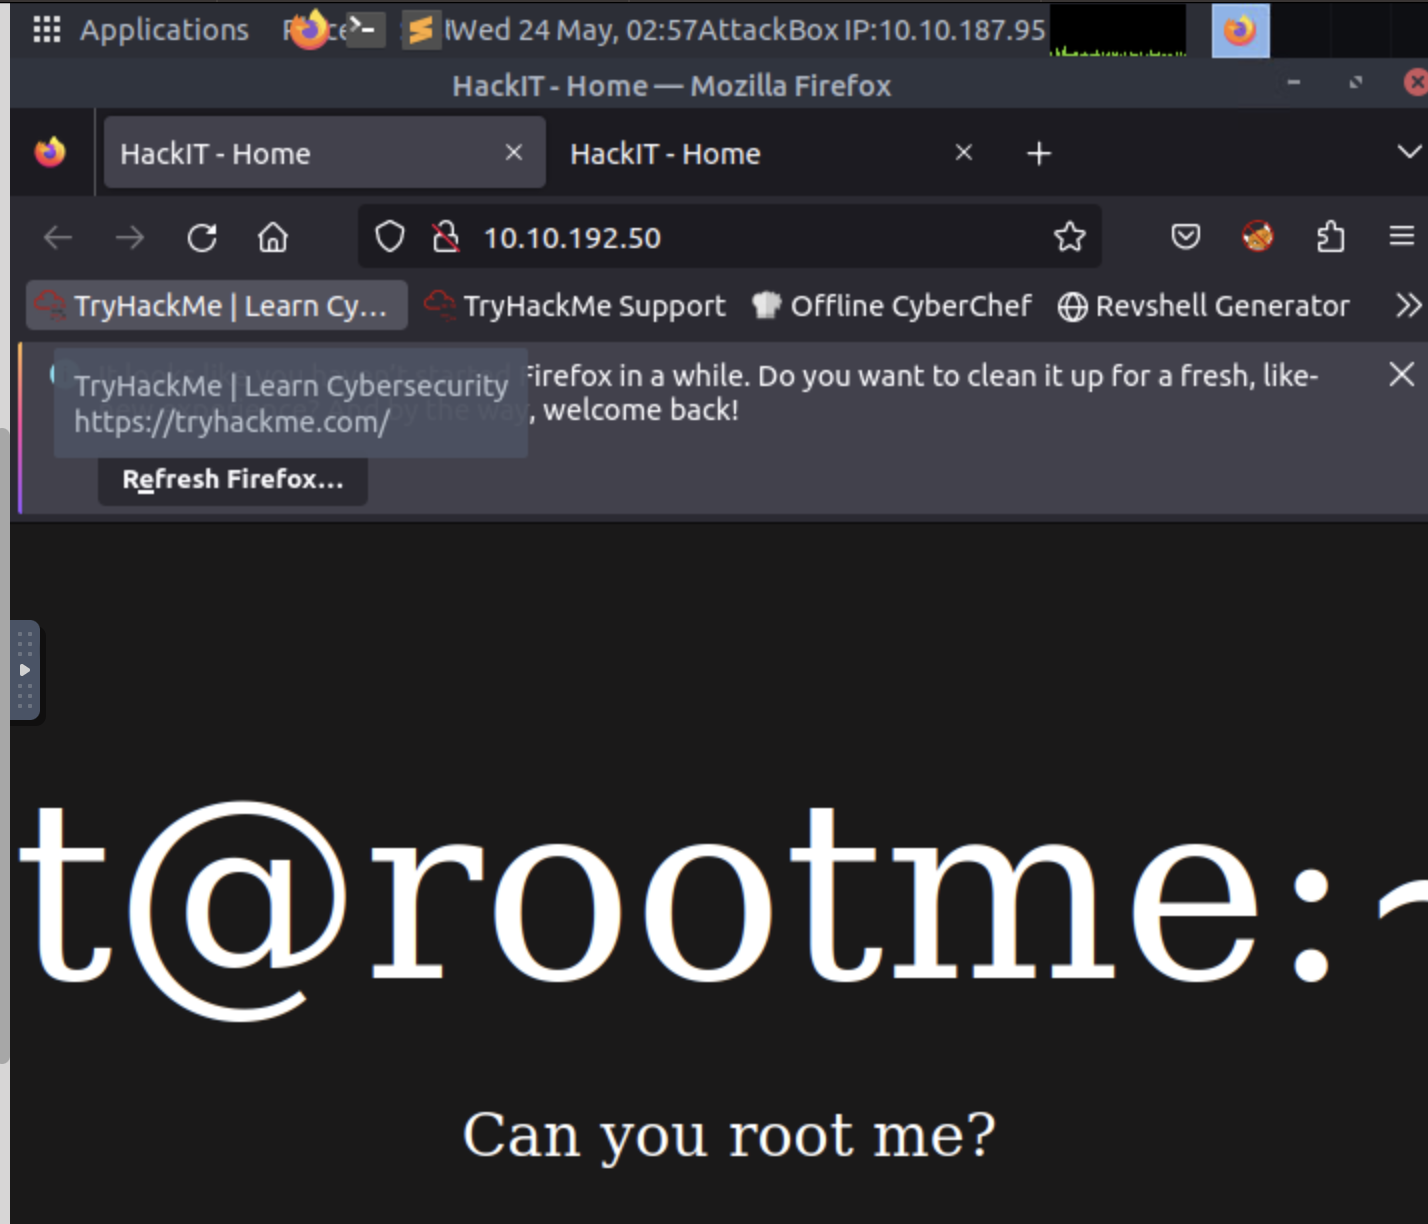 Applications Wed 24 May, 02:57 AttackBox IP:10.10.187.95
HackIT - Home — Mozilla Firefox
HackIT - Home HackIT - Home
10.10.192.50
TryHackMe | Learn Cy... TryHackMe Support Offline CyberChef Revshell Generator
TryHackMe | Learn Cybersecurity
https://tryhackme.com/
Firefox in a while. Do you want to clean it up for a fresh, like-
, welcome back!
Refresh Firefox...
t@rootme:~
Can you root me?